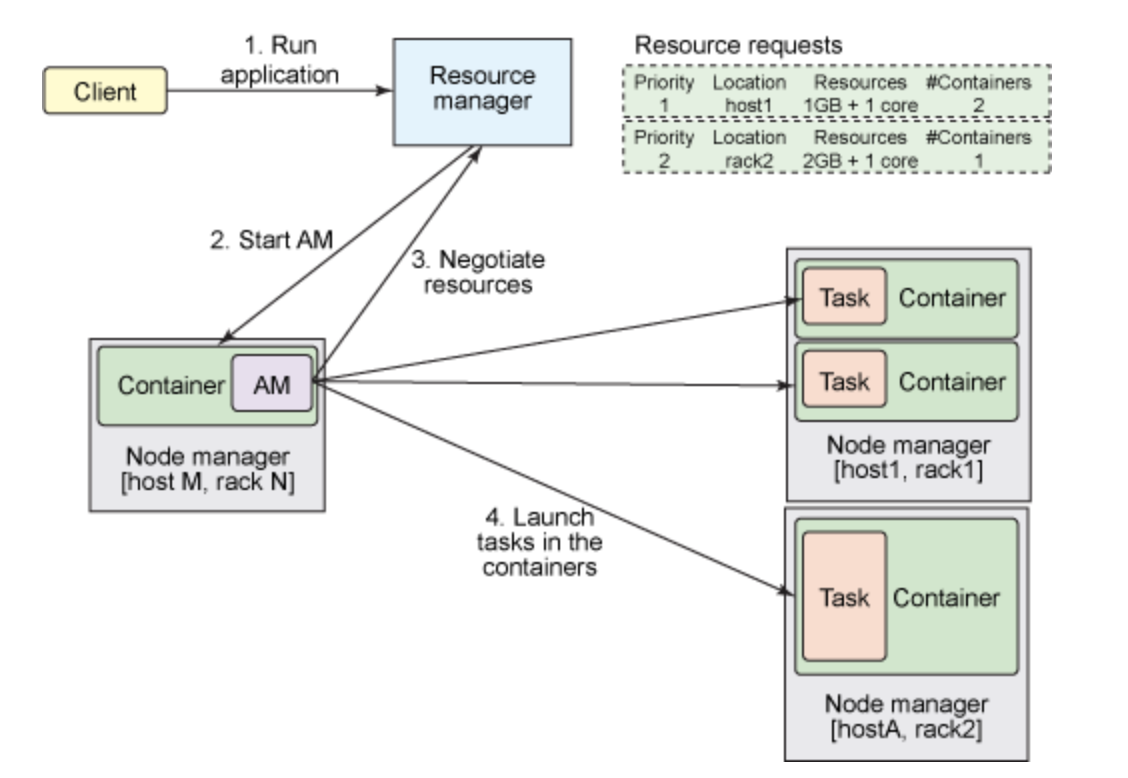 1. Run
application
Client
Resource
manager
Resource requests
Priority Location Resources #Containers
1 host1 1GB + 1 core 2
Priority Location Resources #Containers
2 rack2 2GB + 1 core 1
2. Start AM
3. Negotiate
resources
Container AM
Node manager
[host M, rack N]
Task Container
Task Container
Node manager
[host1, rack1]
4. Launch
tasks in the
containers
Task Container
Node manager
[hostA, rack2]